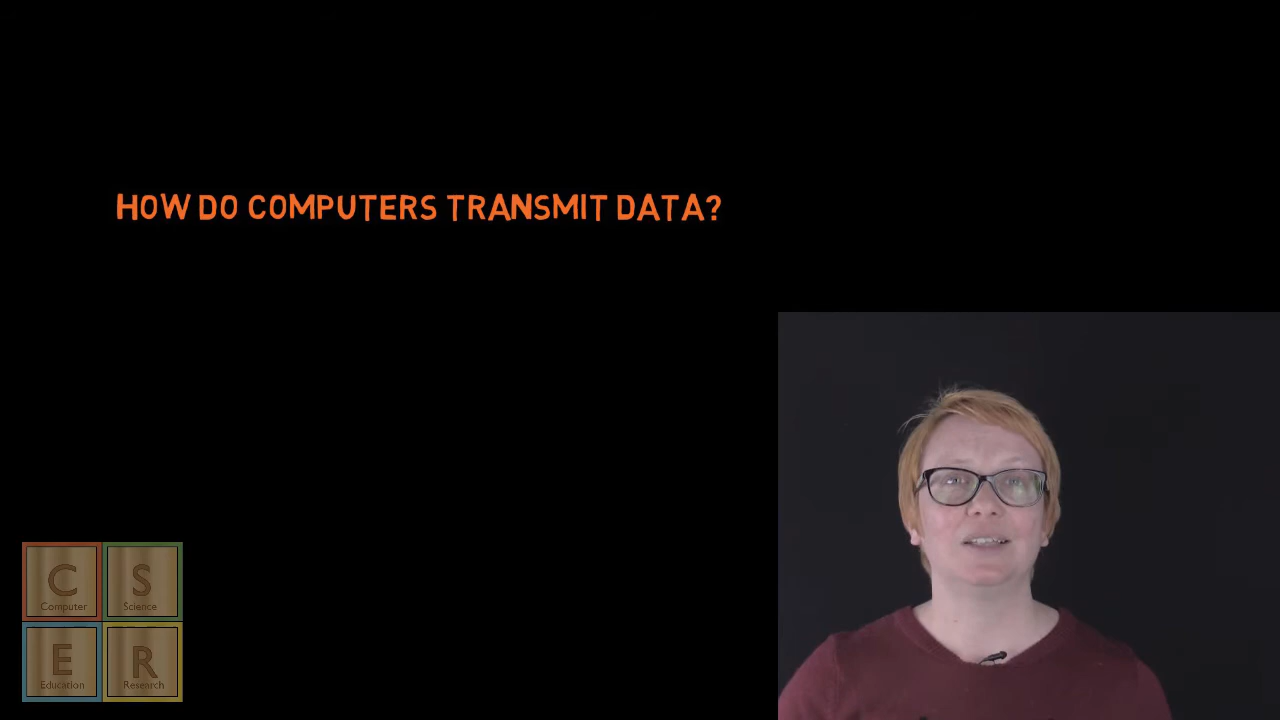 HOW DO COMPUTERS TRANSMIT DATA?
C S
Computer Science
E R
Education Research